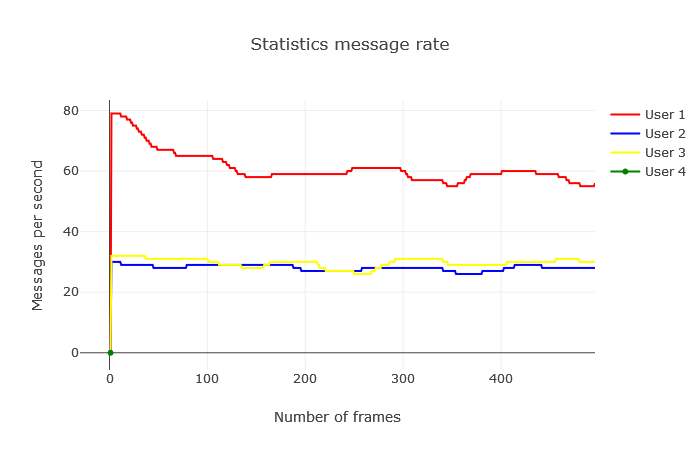 Statistics message rate
Messages per second
80
60
40
20
0
0 100 200 300 400
Number of frames
User 1
User 2
User 3
User 4